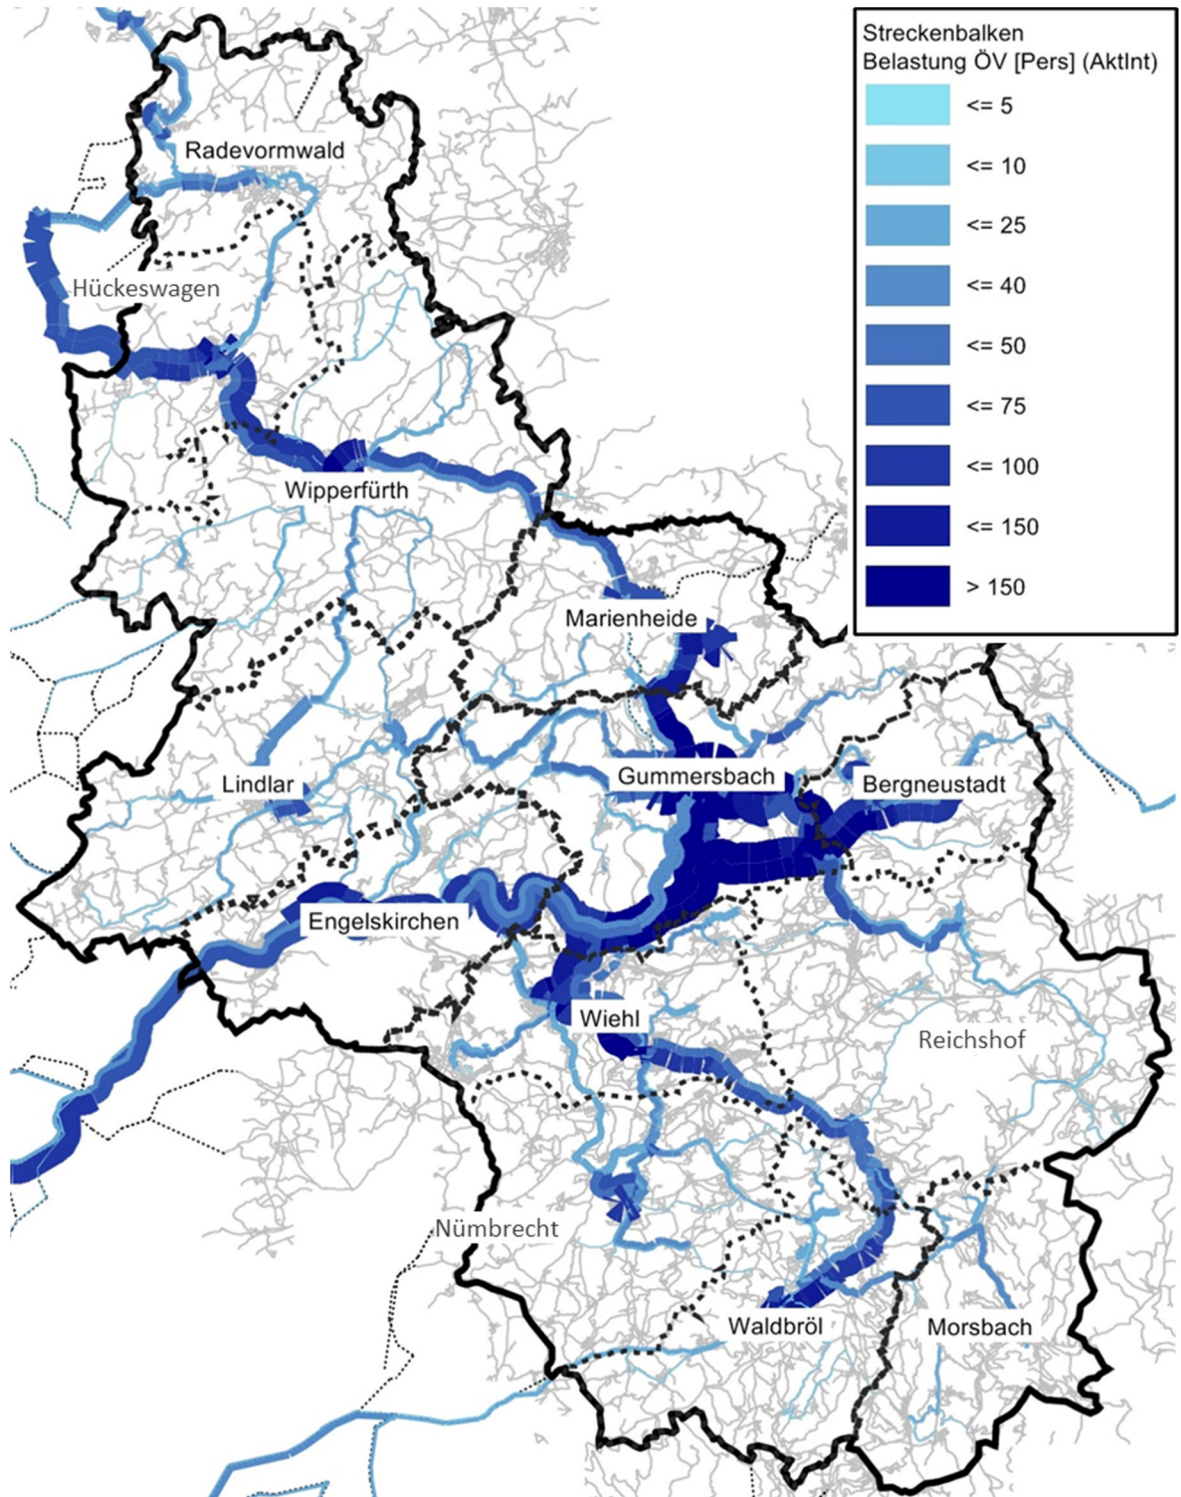 Streckenbalken
Belastung ÖV [Pers] (AktInt)
<= 5
<= 10
<= 25
<= 40
<= 50
<= 75
<= 100
<= 150
> 150
Radevormwald
Hückeswagen
Wipperfürth
Marienheide
Lindlar
Gummersbach
Bergneustadt
Engelskirchen
Wiehl
Reichshof
Nümbrecht
Waldbröl
Morsbach